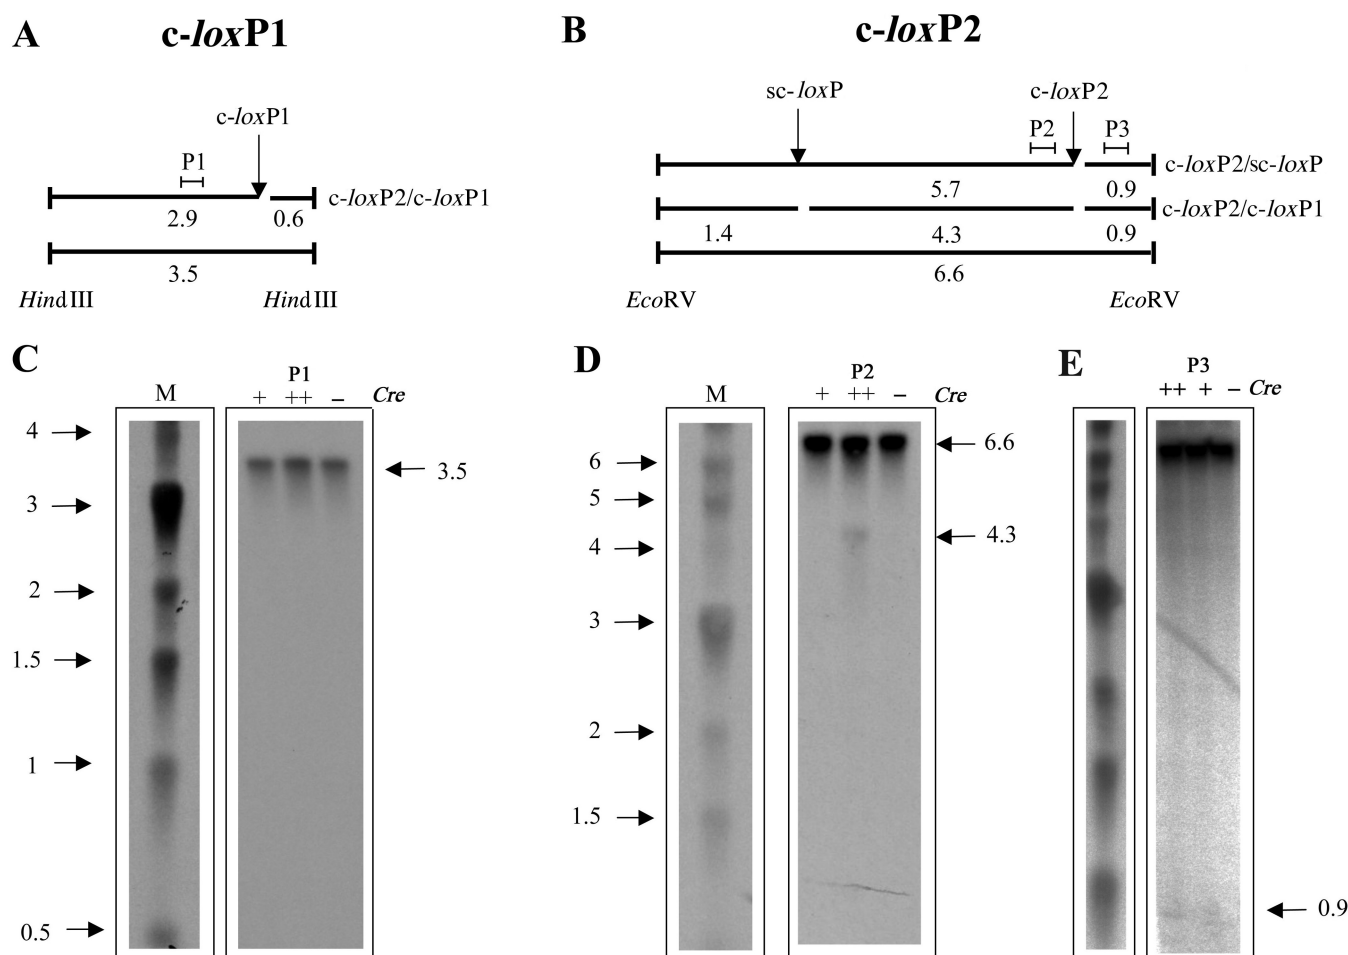 A
c-loxP1
c-loxP1
P1
c-loxP2/c-loxP1
2.9
0.6
3.5
HindIII
HindIII
B
c-loxP2
sc-loxP
c-loxP2
P2
P3
c-loxP2/sc-loxP
5.7
0.9
c-loxP2/c-loxP1
1.4
4.3
0.9
6.6
EcoRV
EcoRV
C
M
P1
+ ++ – Cre
4
3
2
1.5
1
0.5
3.5
D
M
P2
+ ++ – Cre
6
5
4
3
2
1.5
6.6
4.3
E
P3
++ + – Cre
0.9